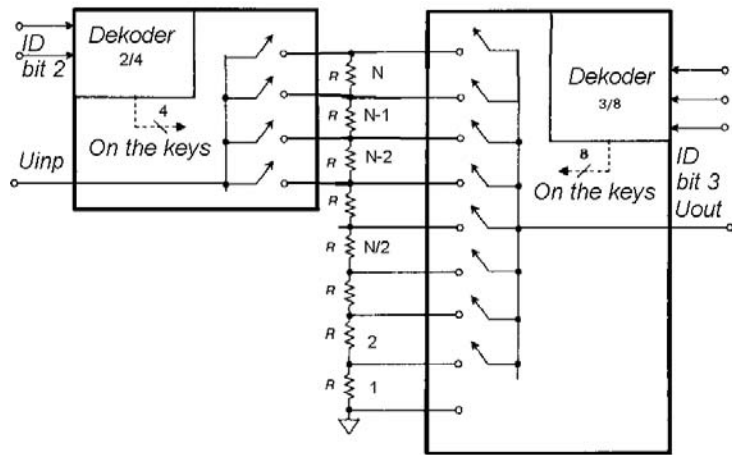 ID
bit 2
Dekoder
2/4
4
On the keys
Uinp
R N
R N-1
R N-2
R
R N/2
R
R 2
R 1
Dekoder
3/8
8
On the keys
ID
bit 3
Uout